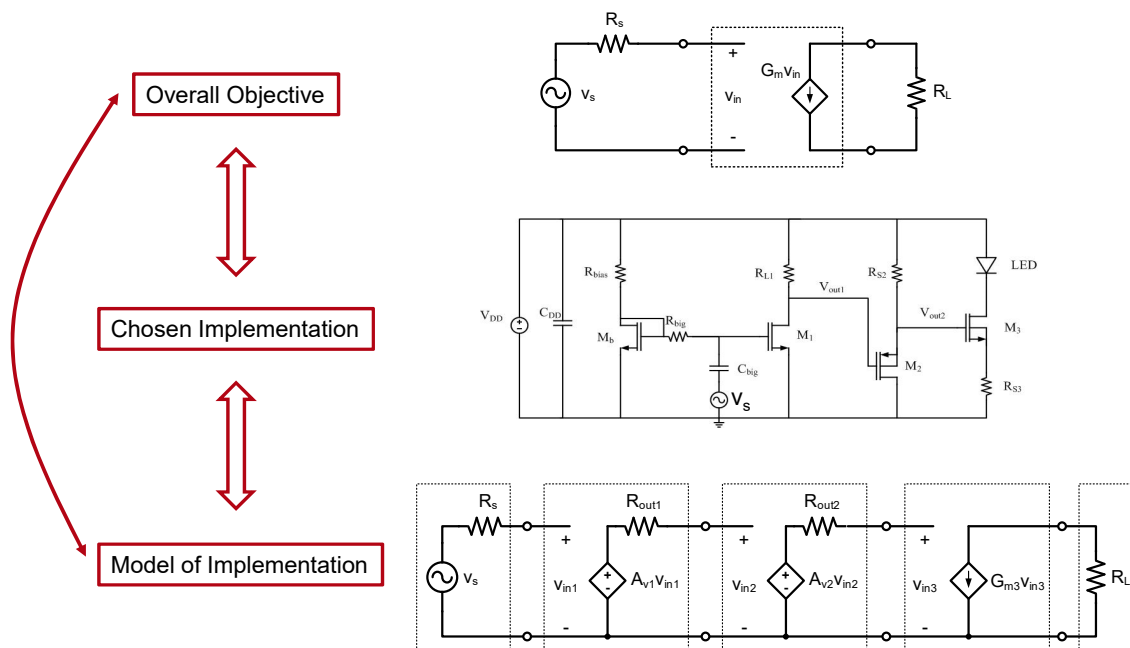 Overall Objective
Chosen Implementation
Model of Implementation
Rs
vs
+
vin
-
Gmvin
RL
VDD
CDD
Rbias
Mb
Rbig
Cbig
Vs
RL1
M1
Vout1
RS2
M2
Vout2
LED
M3
RS3
Rs
vs
+
vin1
-
Rout1
+
-
Av1vin1
+
vin2
-
Rout2
+
-
Av2vin2
+
vin3
-
Gm3vin3
RL